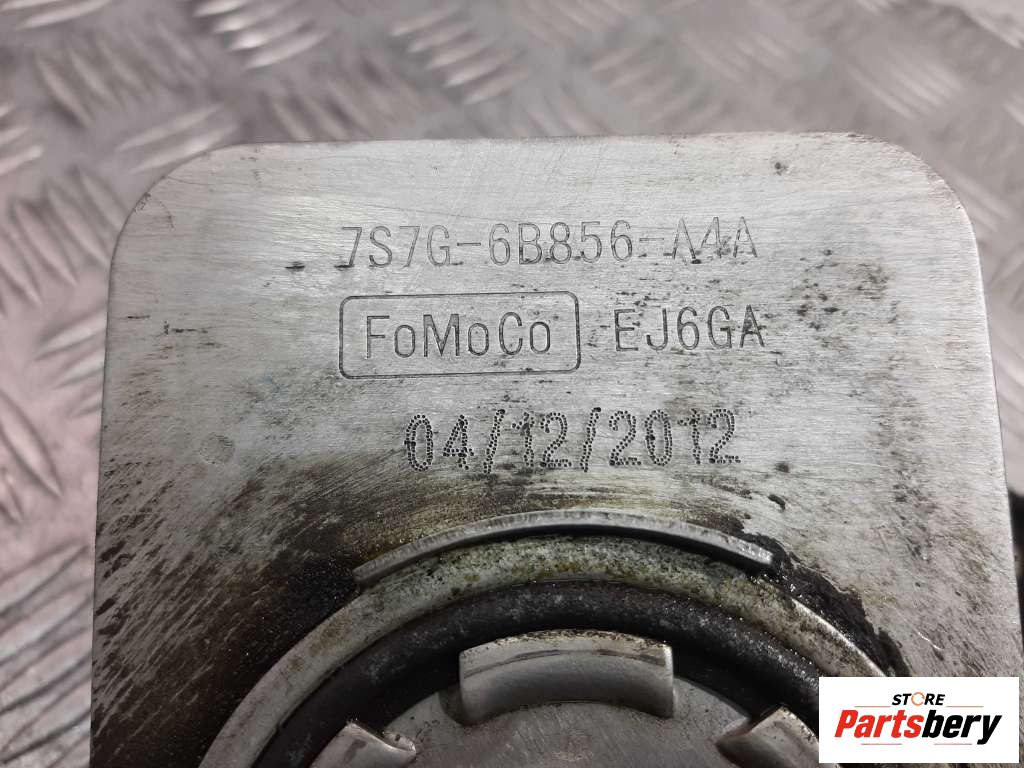 7S7G-6B856-A4A
FoMoCo EJ6GA
04/12/2012
STORE
Partsbery